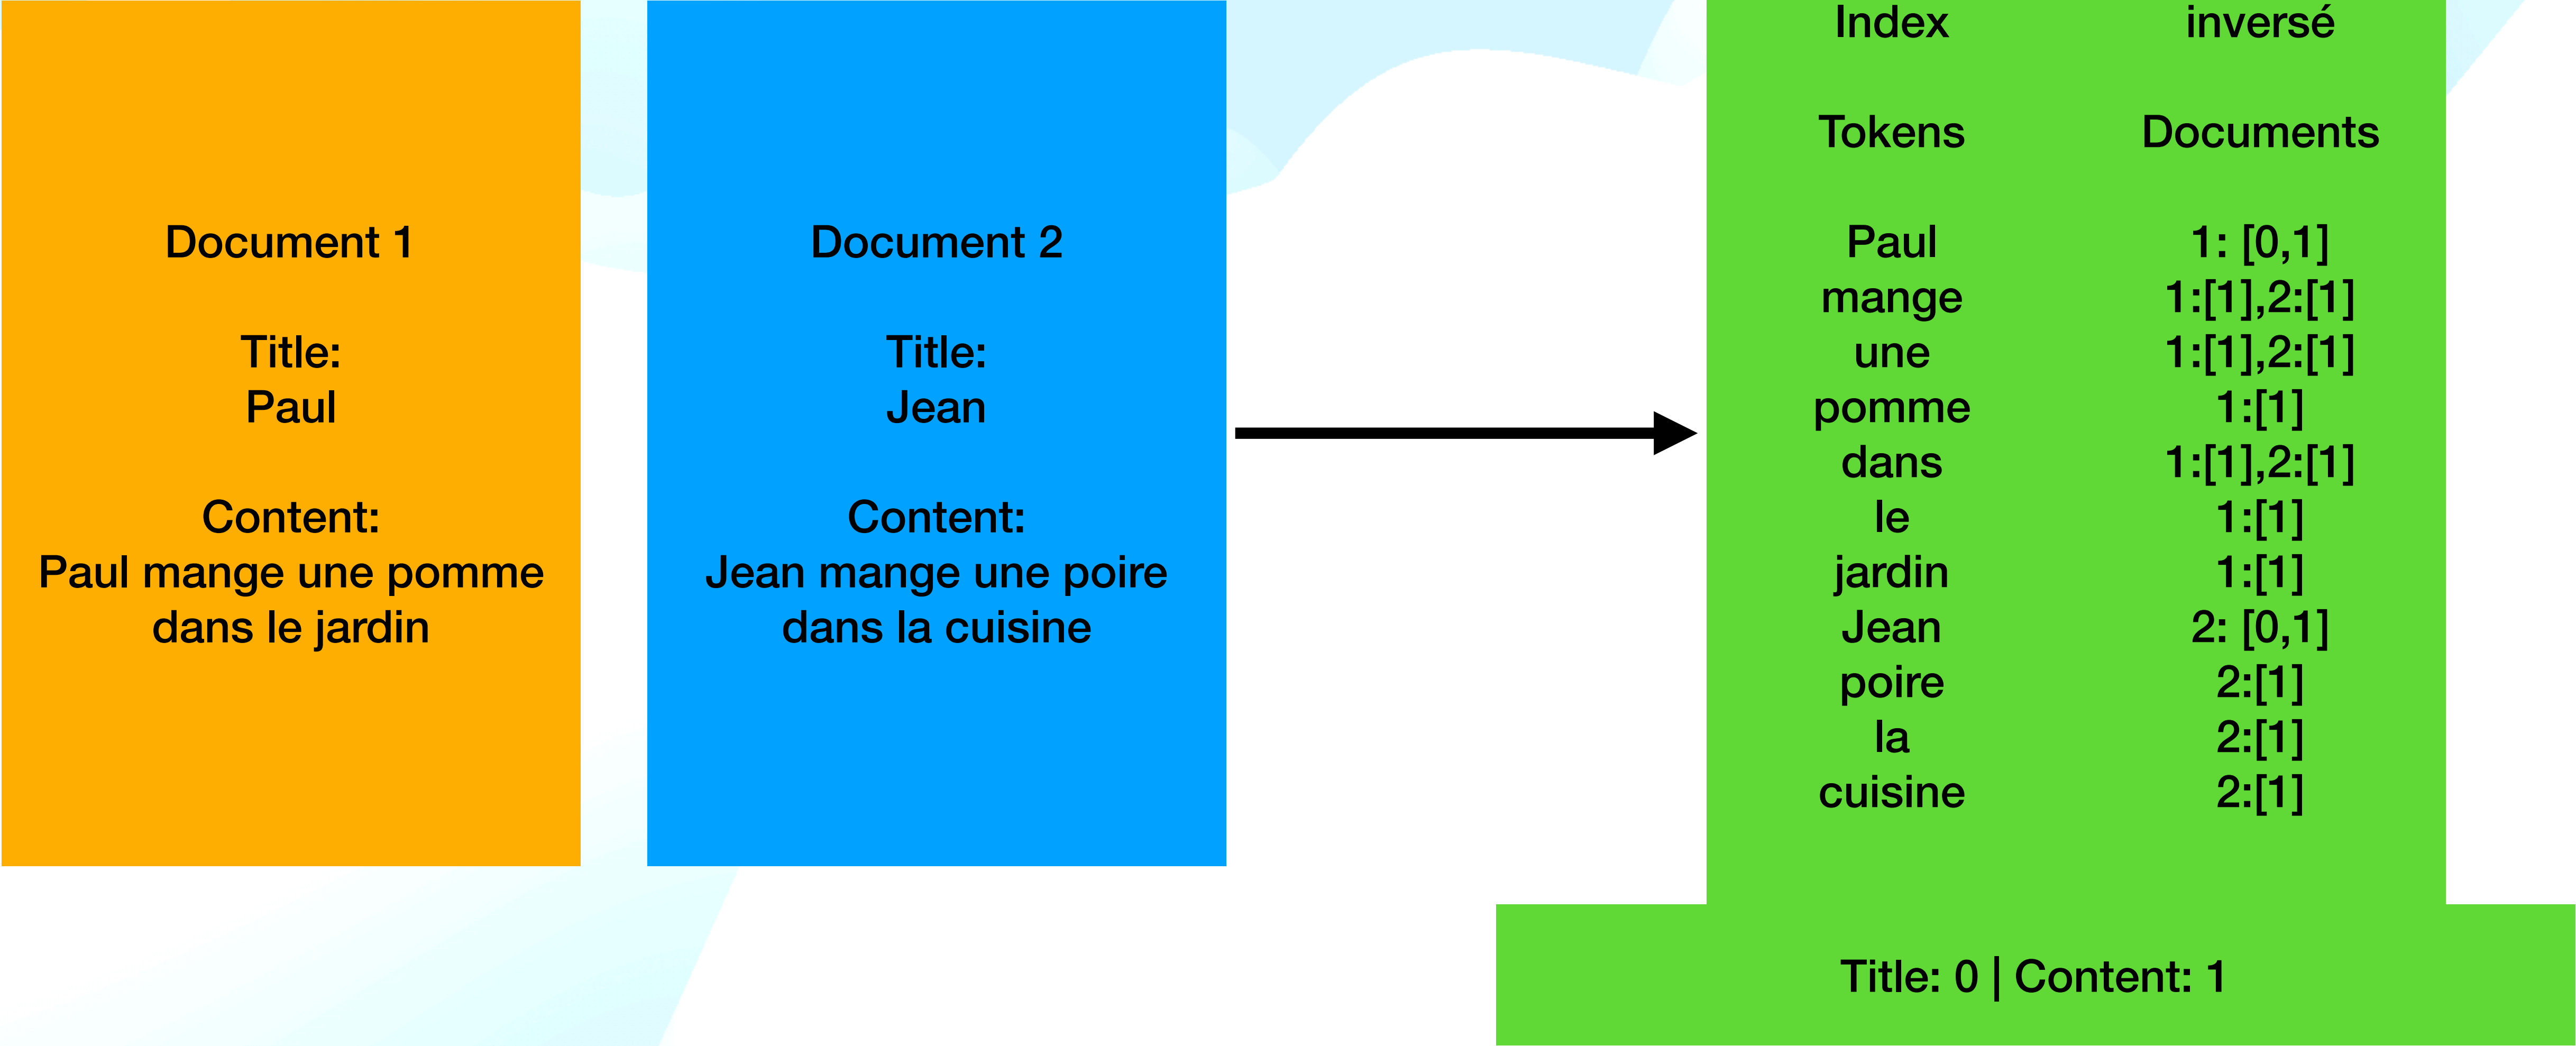 Document 1
Title:
Paul
Content:
Paul mange une pomme
dans le jardin
Document 2
Title:
Jean
Content:
Jean mange une poire
dans la cuisine
Index inversé
Tokens Documents
Paul 1: [0,1]
mange 1:[1],2:[1]
une 1:[1],2:[1]
pomme 1:[1]
dans 1:[1],2:[1]
le 1:[1]
jardin 1:[1]
Jean 2: [0,1]
poire 2:[1]
la 2:[1]
cuisine 2:[1]
Title: 0 | Content: 1